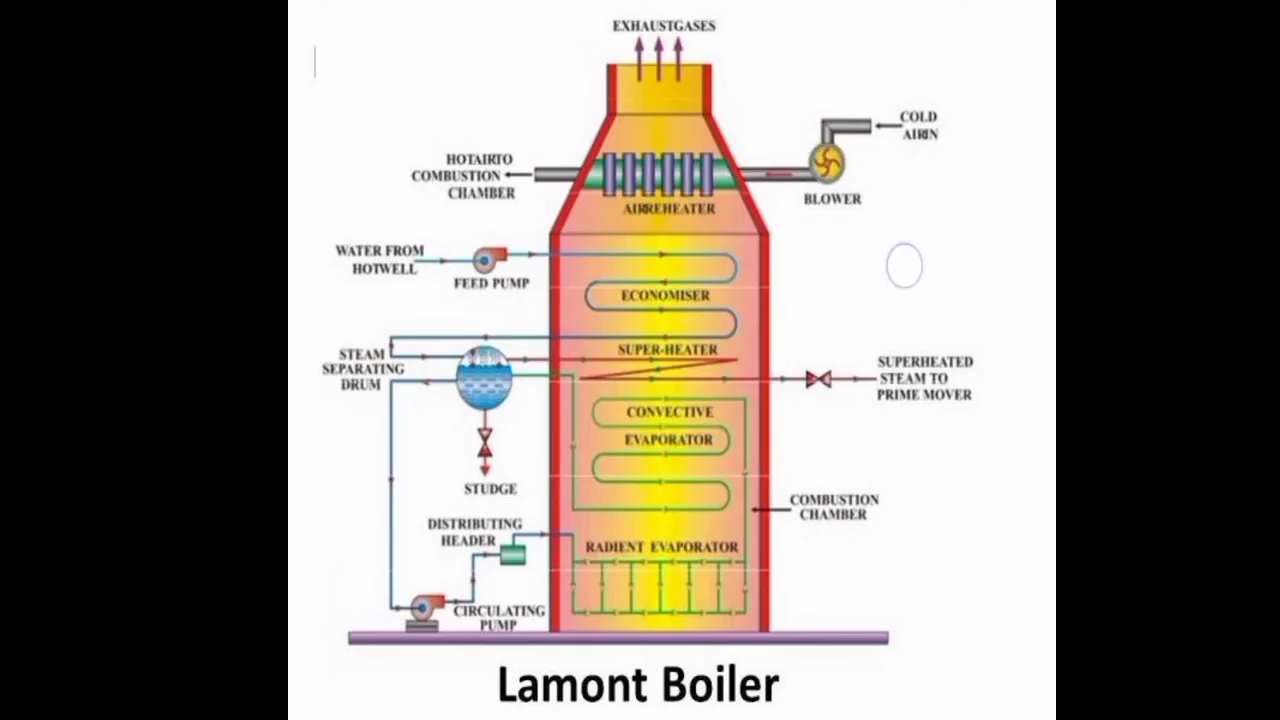 EXHAUSTGASES
COLD
AIRIN
HOTAIRTO
COMBUSTION
CHAMBER
BLOWER
AIRREHEATER
WATER FROM
HOTWELL
FEED PUMP
ECONOMISER
STEAM
SEPARATING
DRUM
SUPER-HEATER
SUPERHEATED
STEAM TO
PRIME MOVER
CONVECTIVE
EVAPORATOR
STUDGE
COMBUSTION
CHAMBER
DISTRIBUTING
HEADER
RADIENT EVAPORATOR
CIRCULATING
PUMP
Lamont Boiler